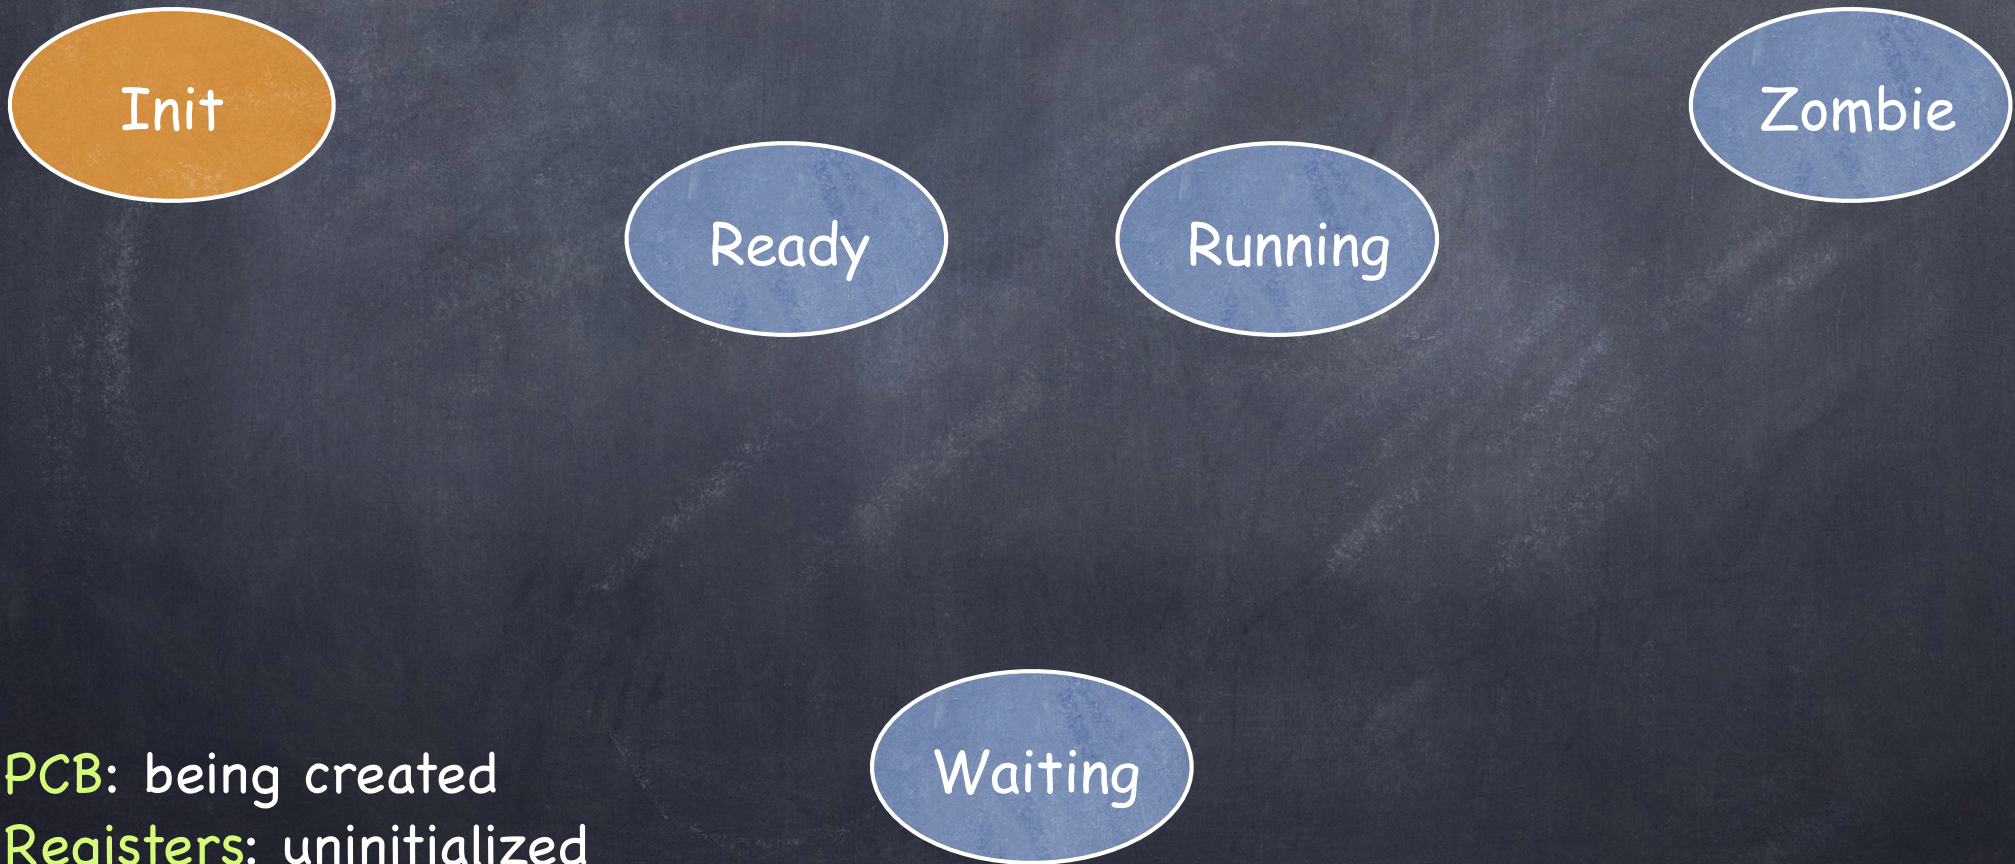 Init
Zombie
Ready
Running
Waiting
PCB: being created
Registers: uninitialized